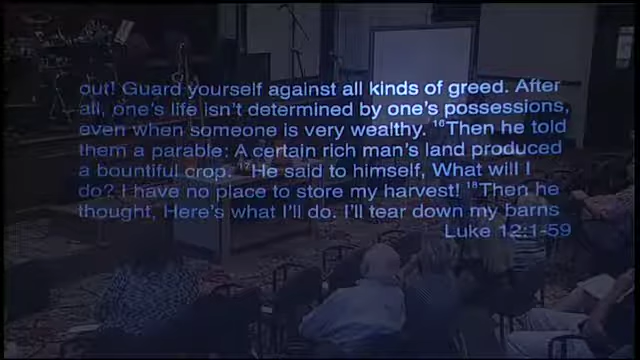 out! Guard yourself against all kinds of greed. After
all, one's life isn't determined by one's possessions,
even when someone is very wealthy. ¹⁶Then he told
them a parable: A certain rich man's land produced
a bountiful crop. ¹⁷He said to himself, What will I
do? I have no place to store my harvest! ¹⁸Then he
thought, Here's what I'll do. I'll tear down my barns
Luke 12:1-59